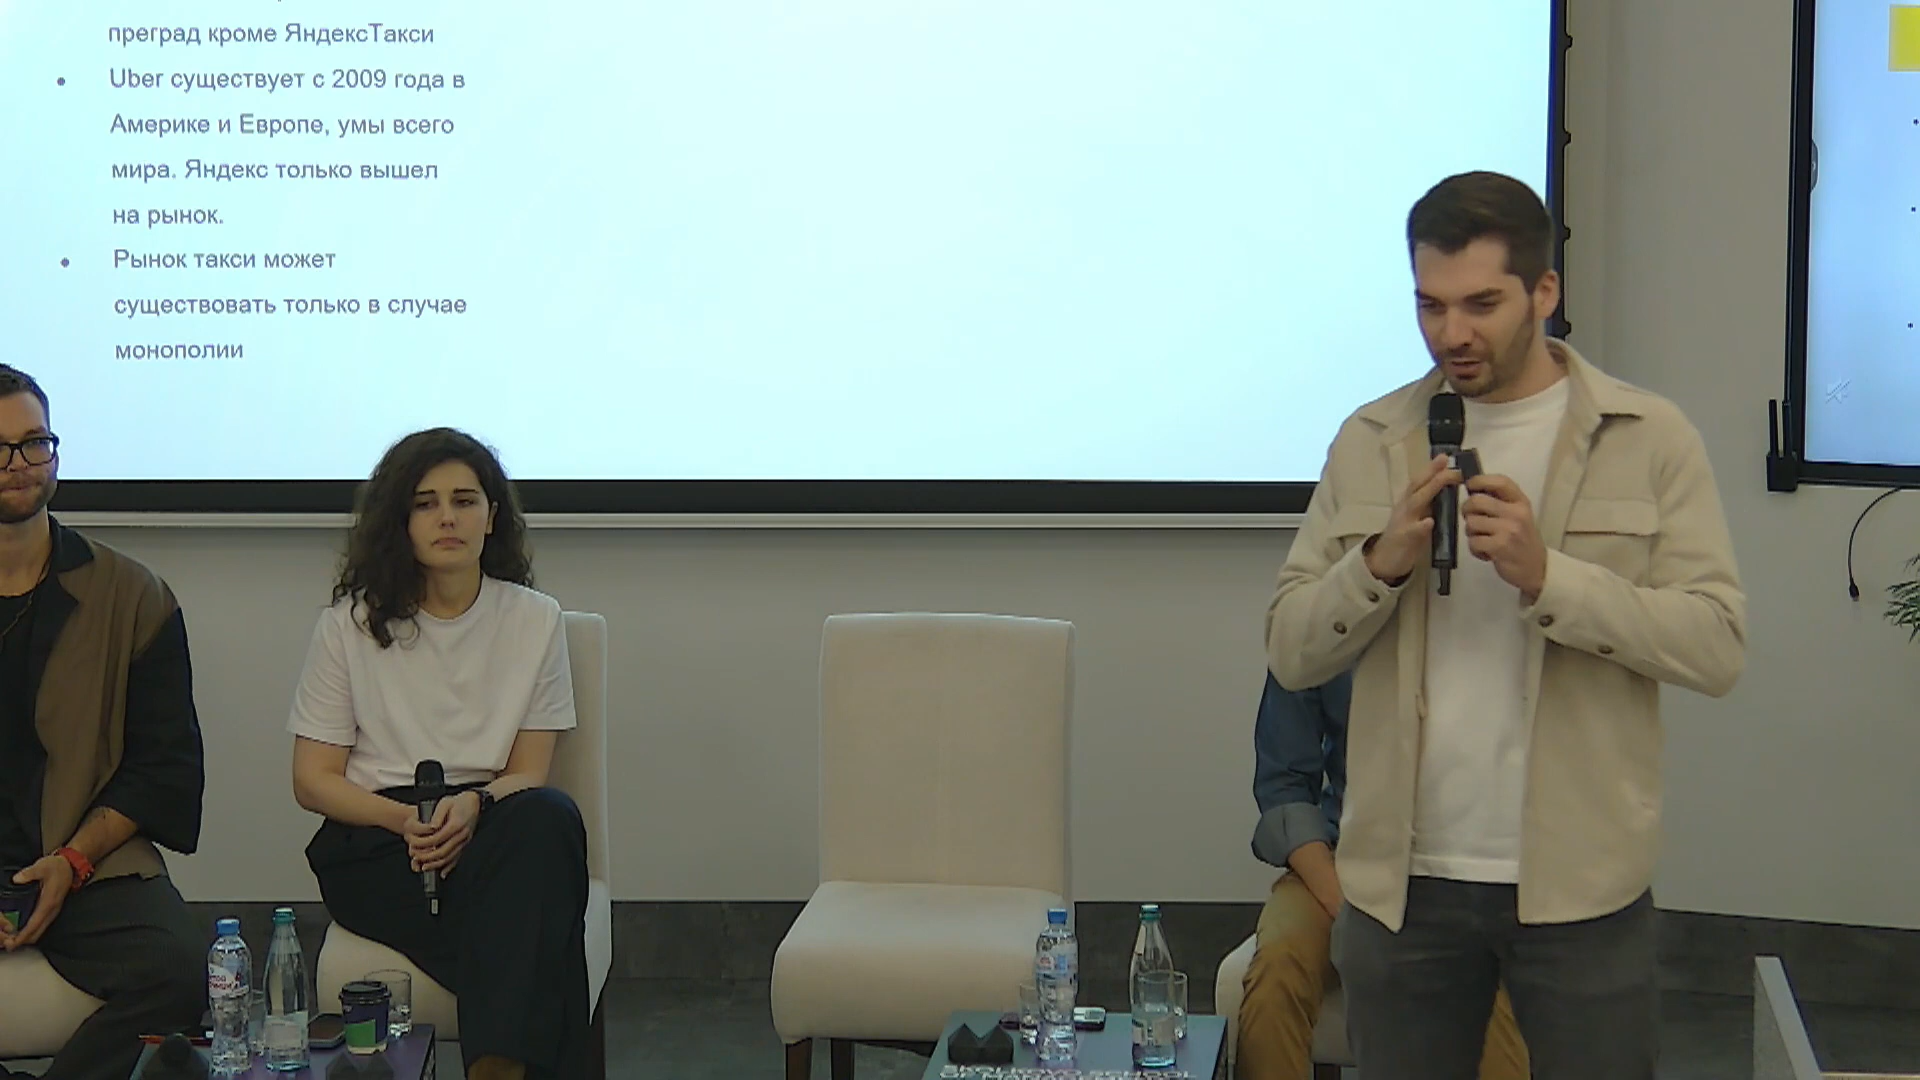 преград кроме ЯндексТакси
• Uber существует с 2009 года в
Америке и Европе, умы всего
мира. Яндекс только вышел
на рынок.
• Рынок такси может
существовать только в случае
монополии